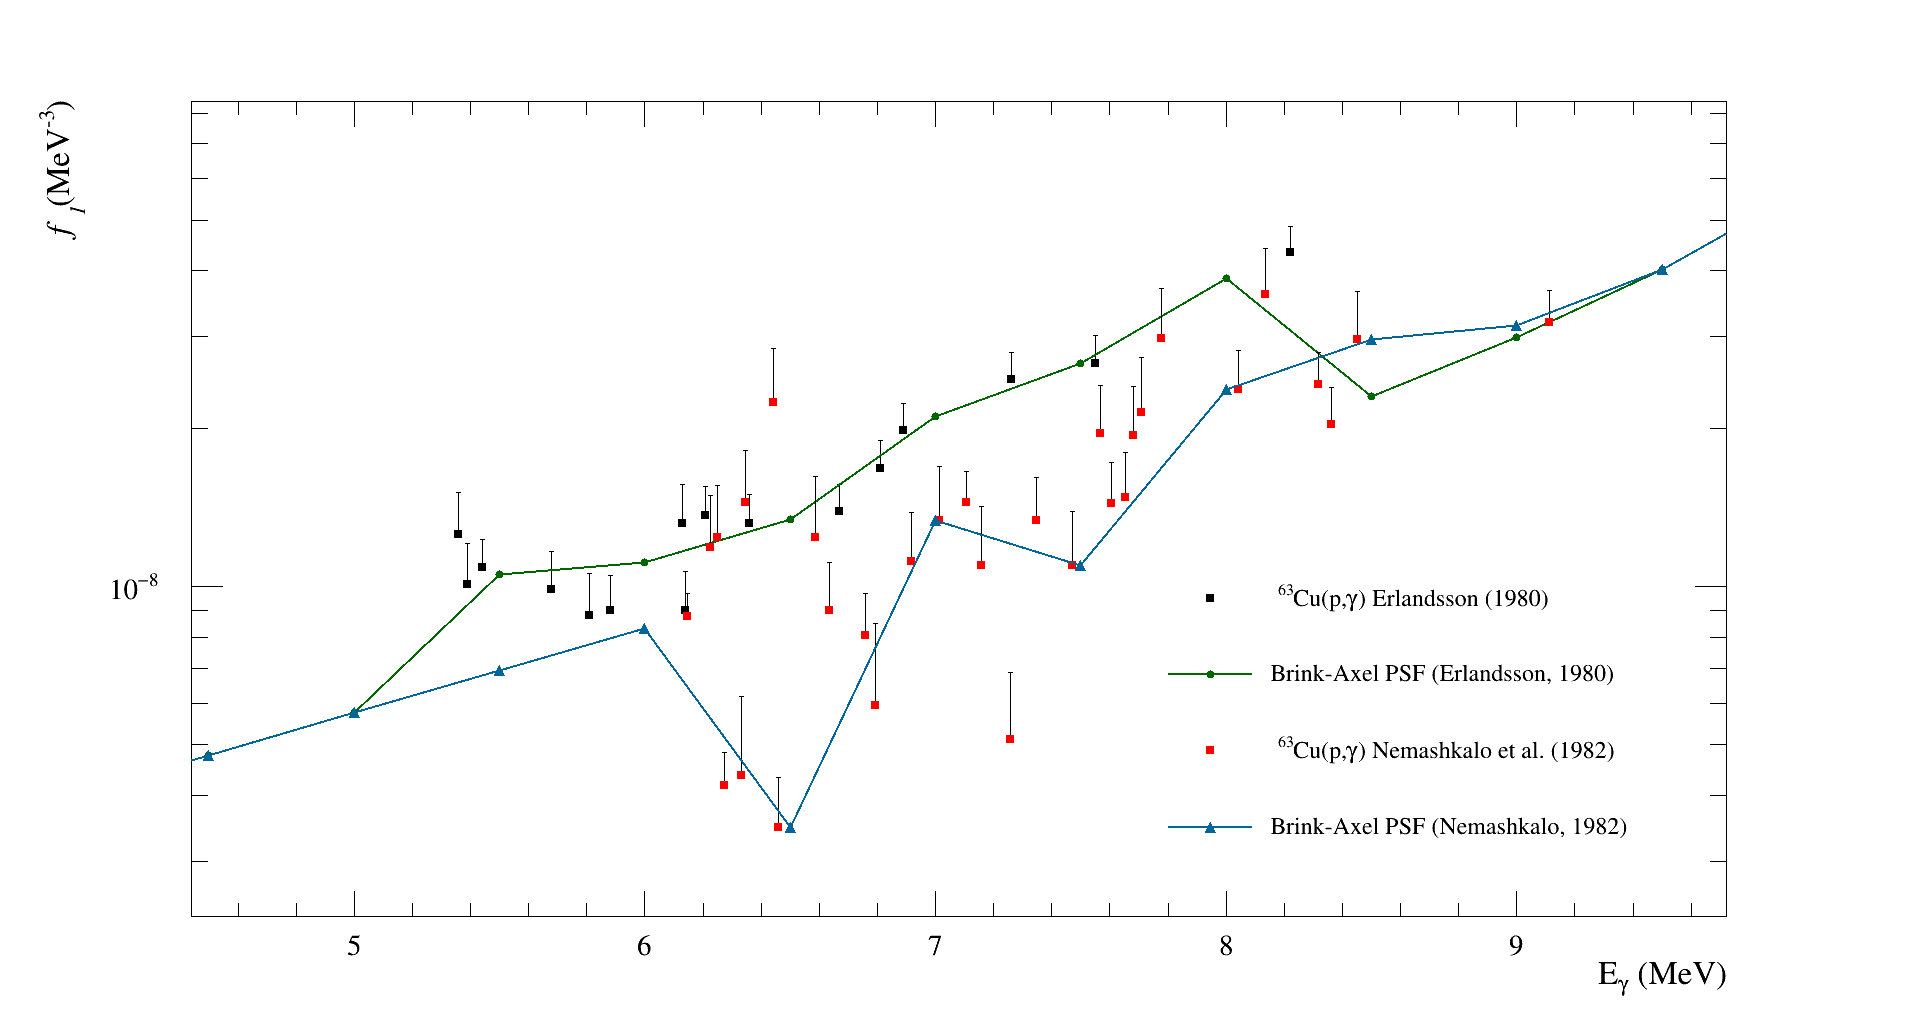 f 1(MeV-3)
10−8
63Cu(p,γ) Erlandsson (1980)
Brink-Axel PSF (Erlandsson, 1980)
63Cu(p,γ) Nemashkalo et al. (1982)
Brink-Axel PSF (Nemashkalo, 1982)
5 6 7 8 9
Eγ (MeV)